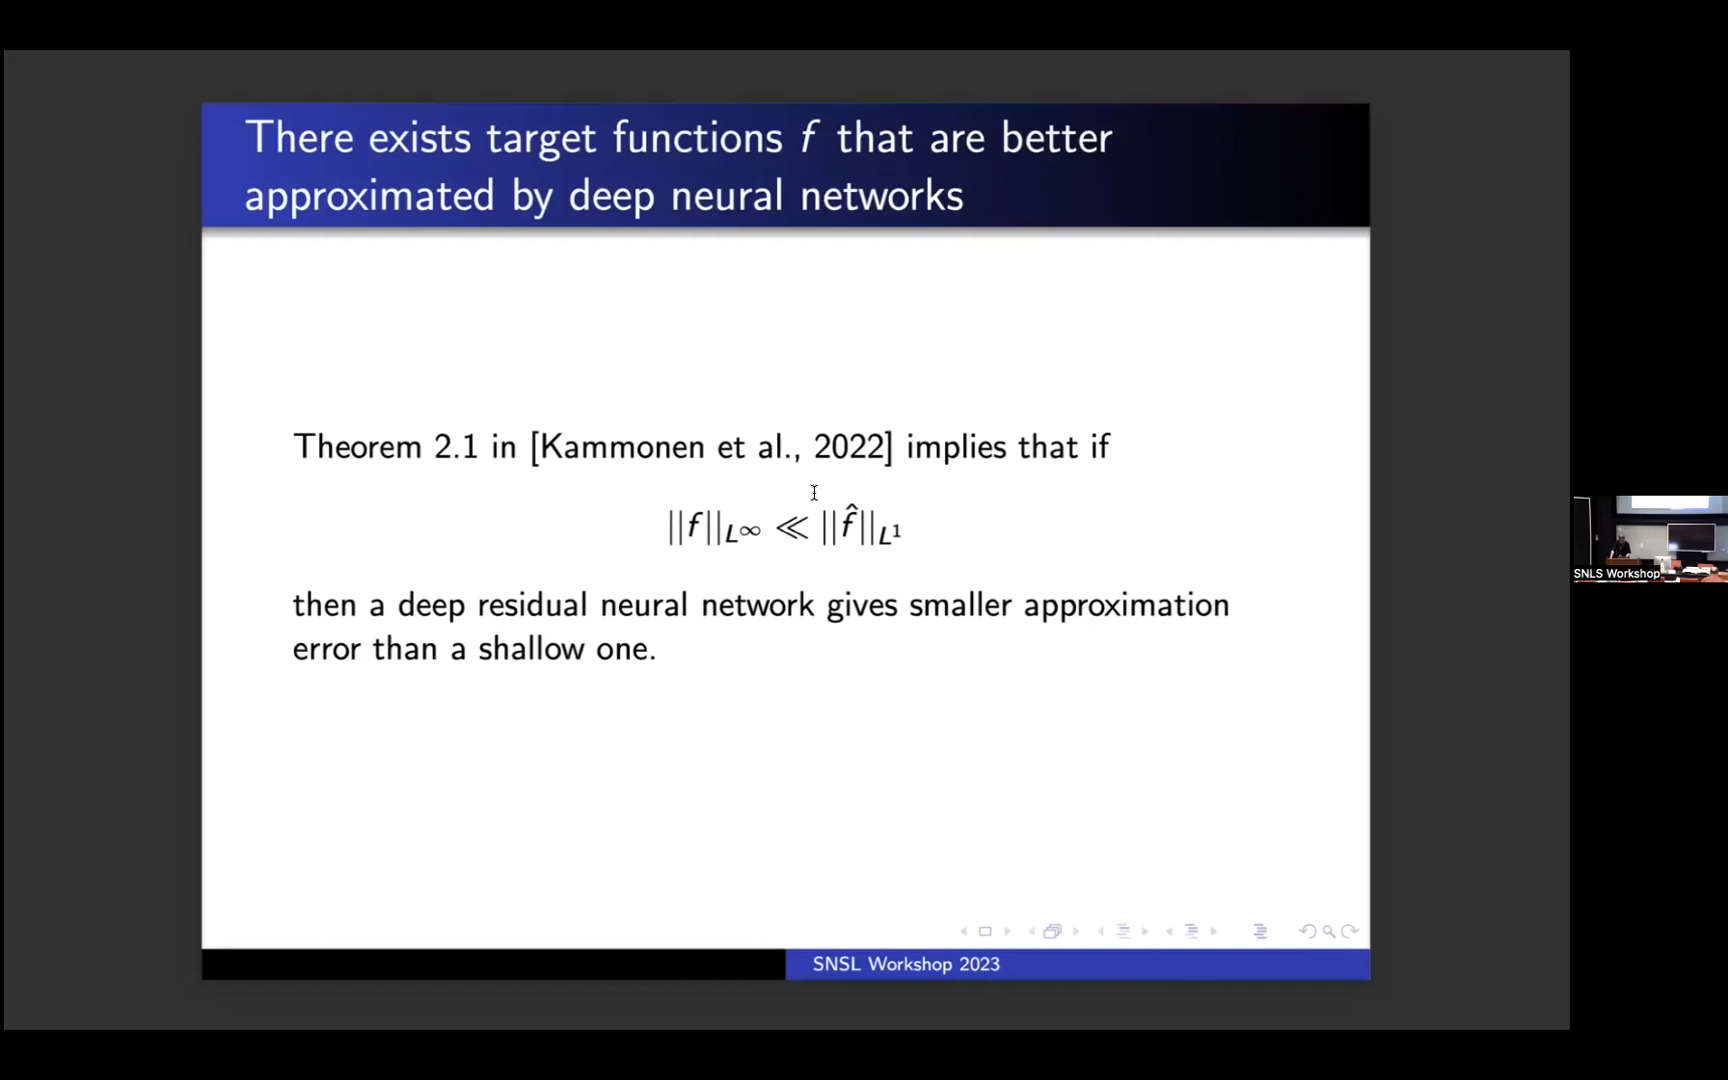 There exists target functions f that are better
approximated by deep neural networks
Theorem 2.1 in [Kammonen et al., 2022] implies that if
||f||_{L^∞} ≪ ||f̂||_{L^1}
then a deep residual neural network gives smaller approximation
error than a shallow one.
SNSL Workshop 2023
SNLS Workshop